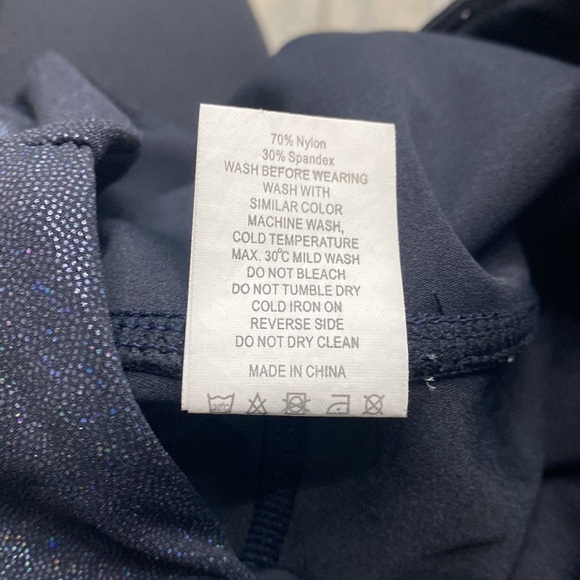 70% Nylon
30% Spandex
WASH BEFORE WEARING
WASH WITH
SIMILAR COLOR
MACHINE WASH,
COLD TEMPERATURE
MAX. 30°C MILD WASH
DO NOT BLEACH
DO NOT TUMBLE DRY
COLD IRON ON
REVERSE SIDE
DO NOT DRY CLEAN
MADE IN CHINA